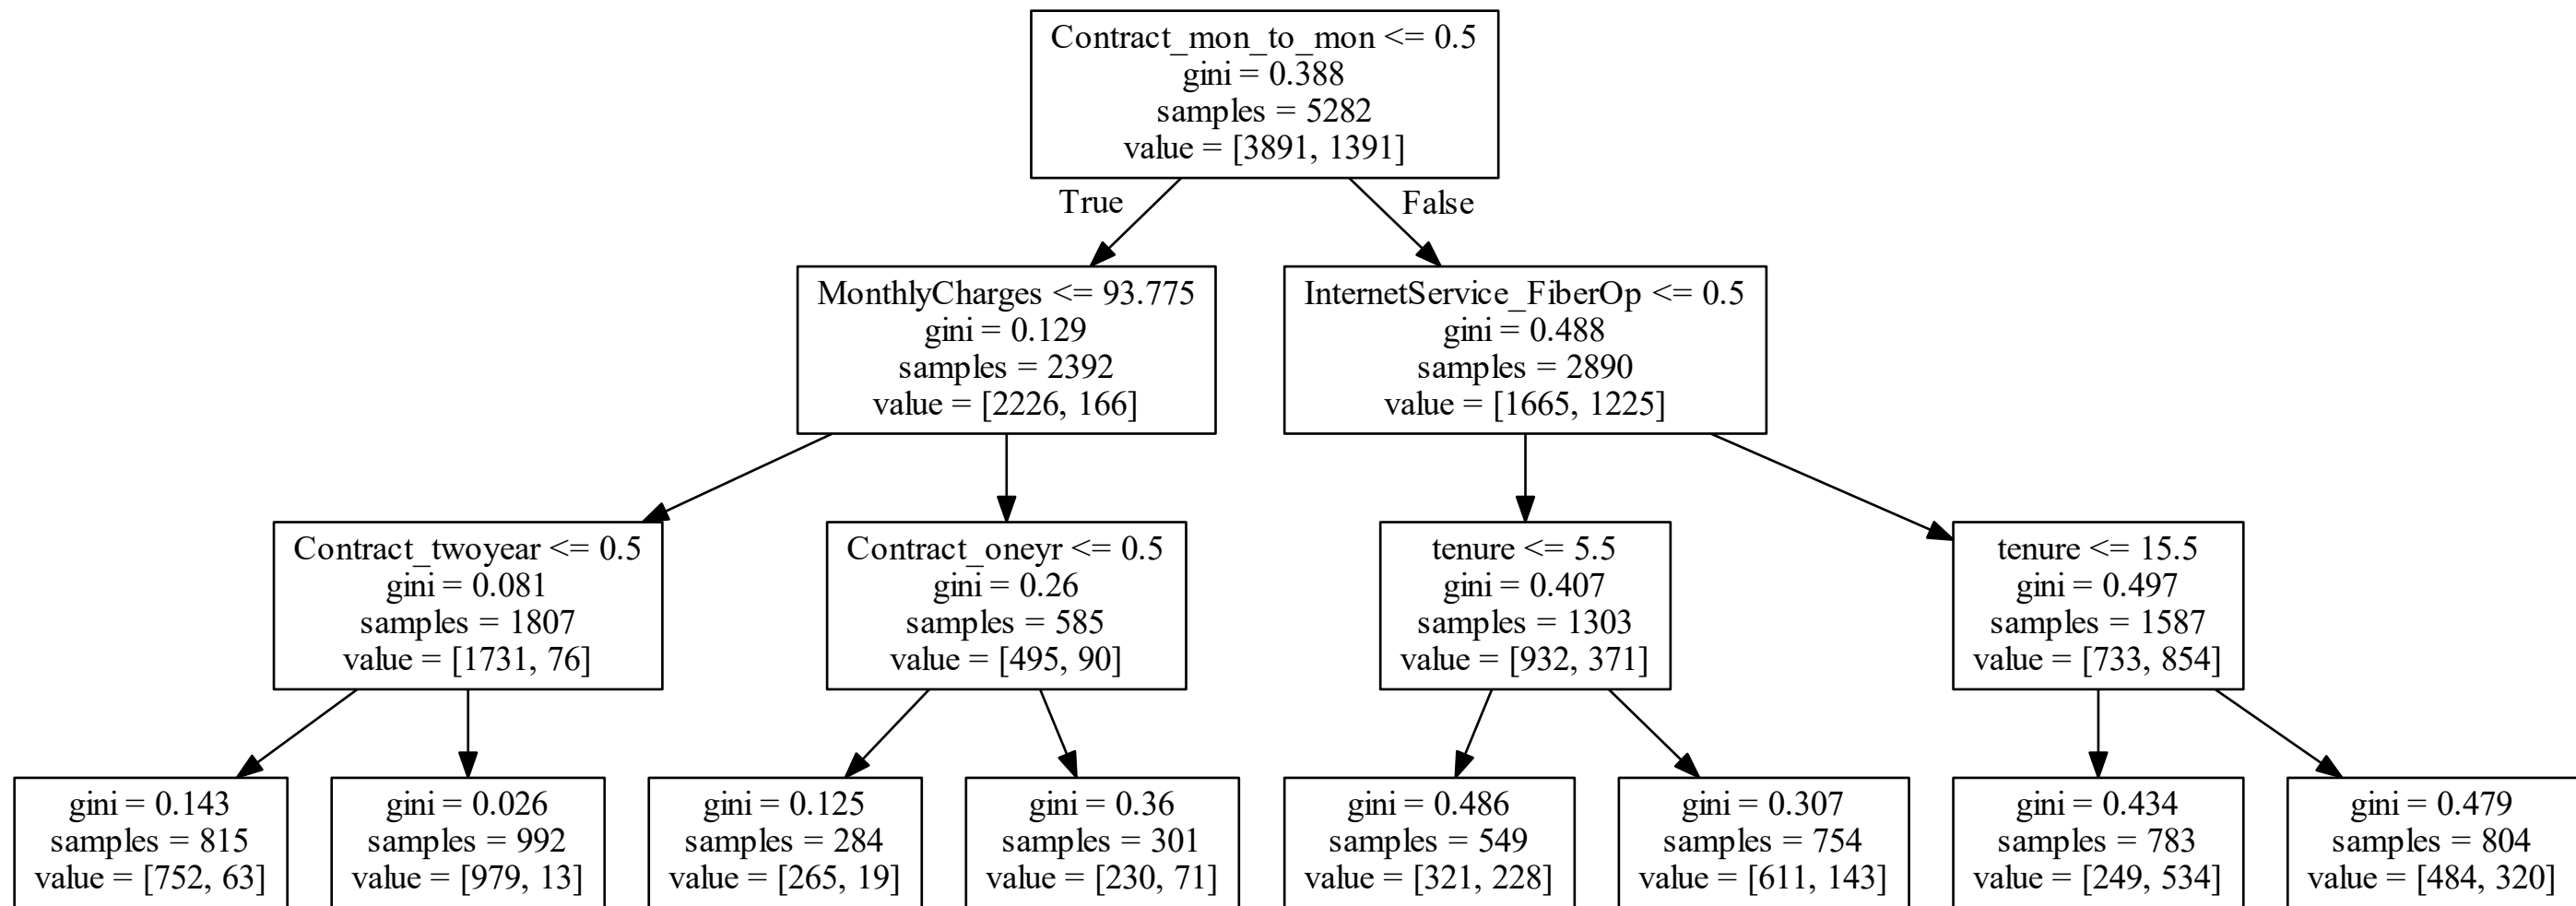 Contract_mon_to_mon <= 0.5
gini = 0.388
samples = 5282
value = [3891, 1391]
True
False
MonthlyCharges <= 93.775
gini = 0.129
samples = 2392
value = [2226, 166]
InternetService_FiberOp <= 0.5
gini = 0.488
samples = 2890
value = [1665, 1225]
Contract_twoyear <= 0.5
gini = 0.081
samples = 1807
value = [1731, 76]
Contract_oneyr <= 0.5
gini = 0.26
samples = 585
value = [495, 90]
tenure <= 5.5
gini = 0.407
samples = 1303
value = [932, 371]
tenure <= 15.5
gini = 0.497
samples = 1587
value = [733, 854]
gini = 0.143
samples = 815
value = [752, 63]
gini = 0.026
samples = 992
value = [979, 13]
gini = 0.125
samples = 284
value = [265, 19]
gini = 0.36
samples = 301
value = [230, 71]
gini = 0.486
samples = 549
value = [321, 228]
gini = 0.307
samples = 754
value = [611, 143]
gini = 0.434
samples = 783
value = [249, 534]
gini = 0.479
samples = 804
value = [484, 320]